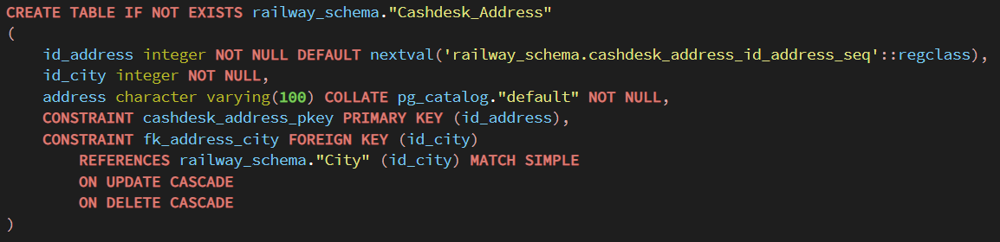 CREATE TABLE IF NOT EXISTS railway_schema."Cashdesk_Address"
(
    id_address integer NOT NULL DEFAULT nextval('railway_schema.cashdesk_address_id_address_seq'::regclass),
    id_city integer NOT NULL,
    address character varying(100) COLLATE pg_catalog."default" NOT NULL,
    CONSTRAINT cashdesk_address_pkey PRIMARY KEY (id_address),
    CONSTRAINT fk_address_city FOREIGN KEY (id_city)
        REFERENCES railway_schema."City" (id_city) MATCH SIMPLE
        ON UPDATE CASCADE
        ON DELETE CASCADE
)